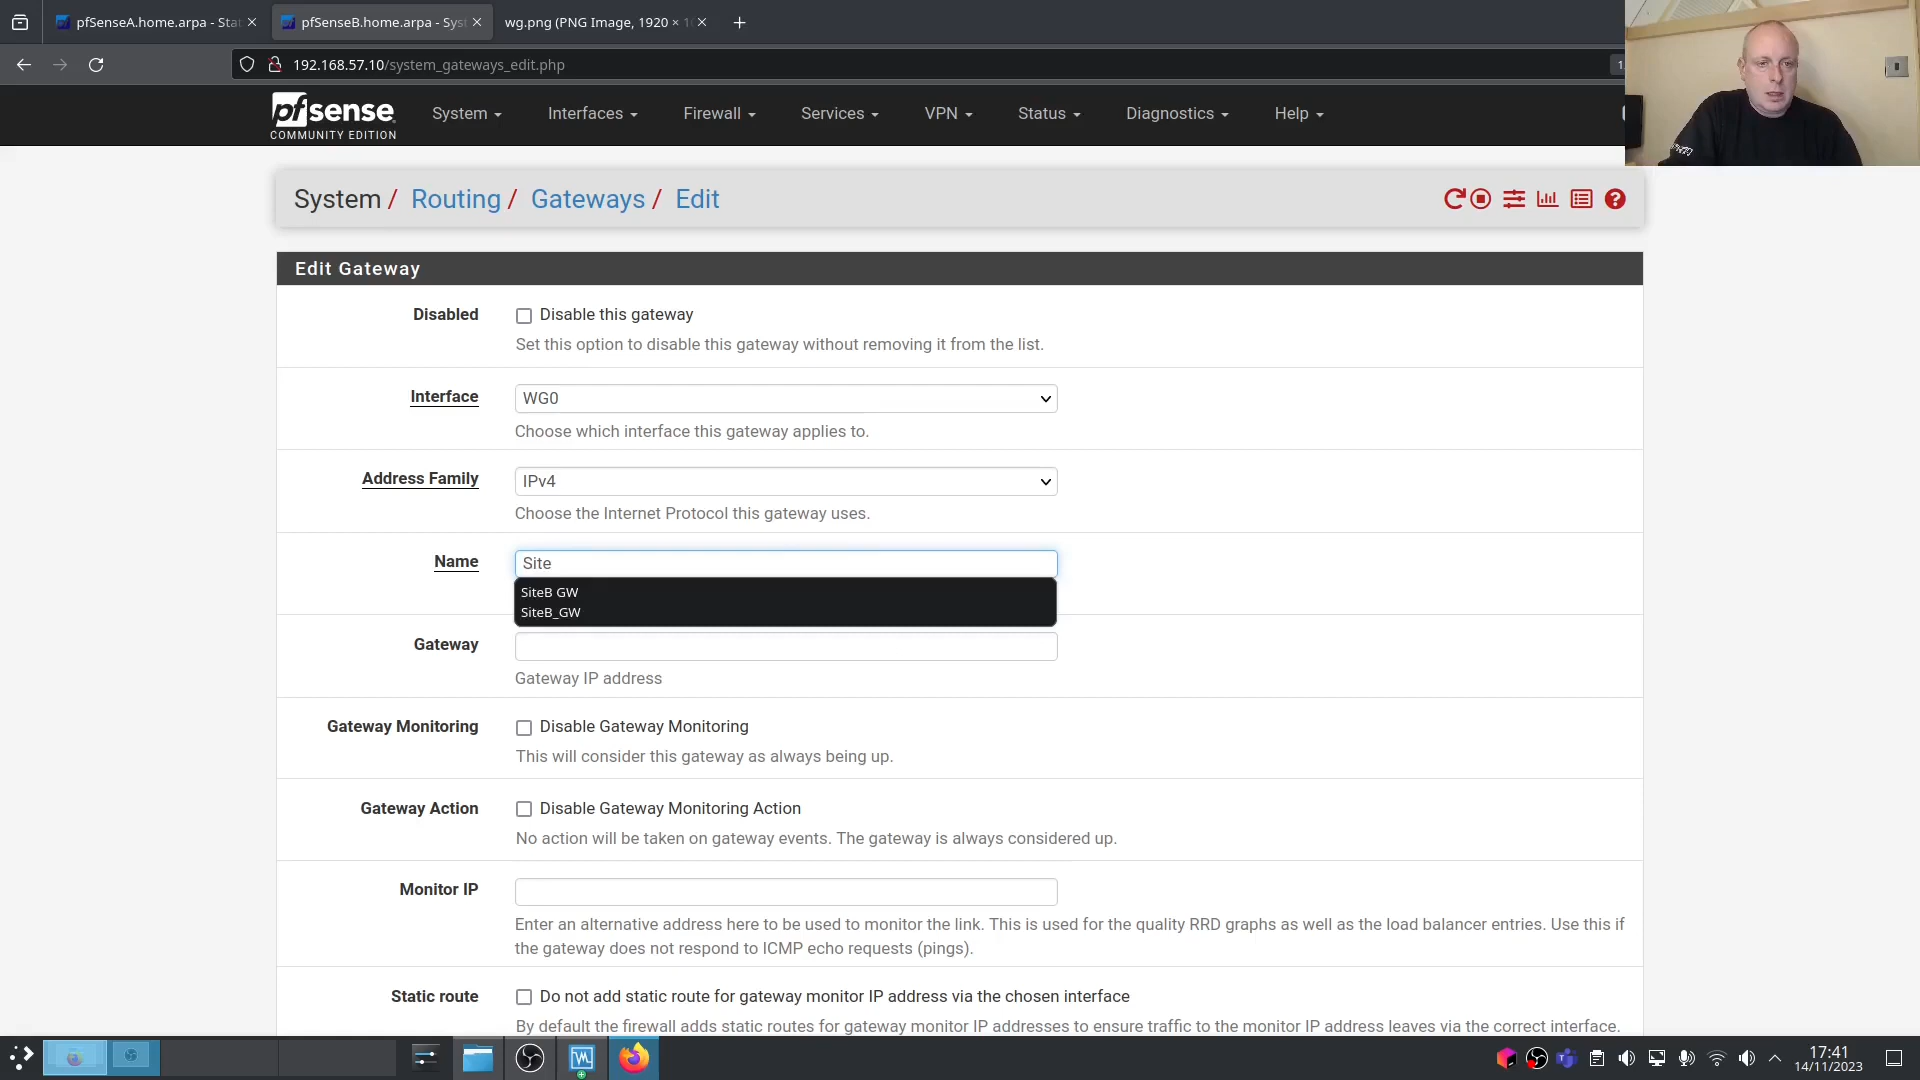 pfSenseA.home.arpa - Sta
pfSenseB.home.arpa - Sys
wg.png (PNG Image, 1920 ×
192.168.57.10/system_gateways_edit.php
pfsense
COMMUNITY EDITION
System
Interfaces
Firewall
Services
VPN
Status
Diagnostics
Help
System / Routing / Gateways / Edit
Edit Gateway
Disabled
Disable this gateway
Set this option to disable this gateway without removing it from the list.
Interface
WG0
Choose which interface this gateway applies to.
Address Family
IPv4
Choose the Internet Protocol this gateway uses.
Name
Site
SiteB GW
SiteB_GW
Gateway
Gateway IP address
Gateway Monitoring
Disable Gateway Monitoring
This will consider this gateway as always being up.
Gateway Action
Disable Gateway Monitoring Action
No action will be taken on gateway events. The gateway is always considered up.
Monitor IP
Enter an alternative address here to be used to monitor the link. This is used for the quality RRD graphs as well as the load balancer entries. Use this if
the gateway does not respond to ICMP echo requests (pings).
Static route
Do not add static route for gateway monitor IP address via the chosen interface
By default the firewall adds static routes for gateway monitor IP addresses to ensure traffic to the monitor IP address leaves via the correct interface.
17:41
14/11/2023